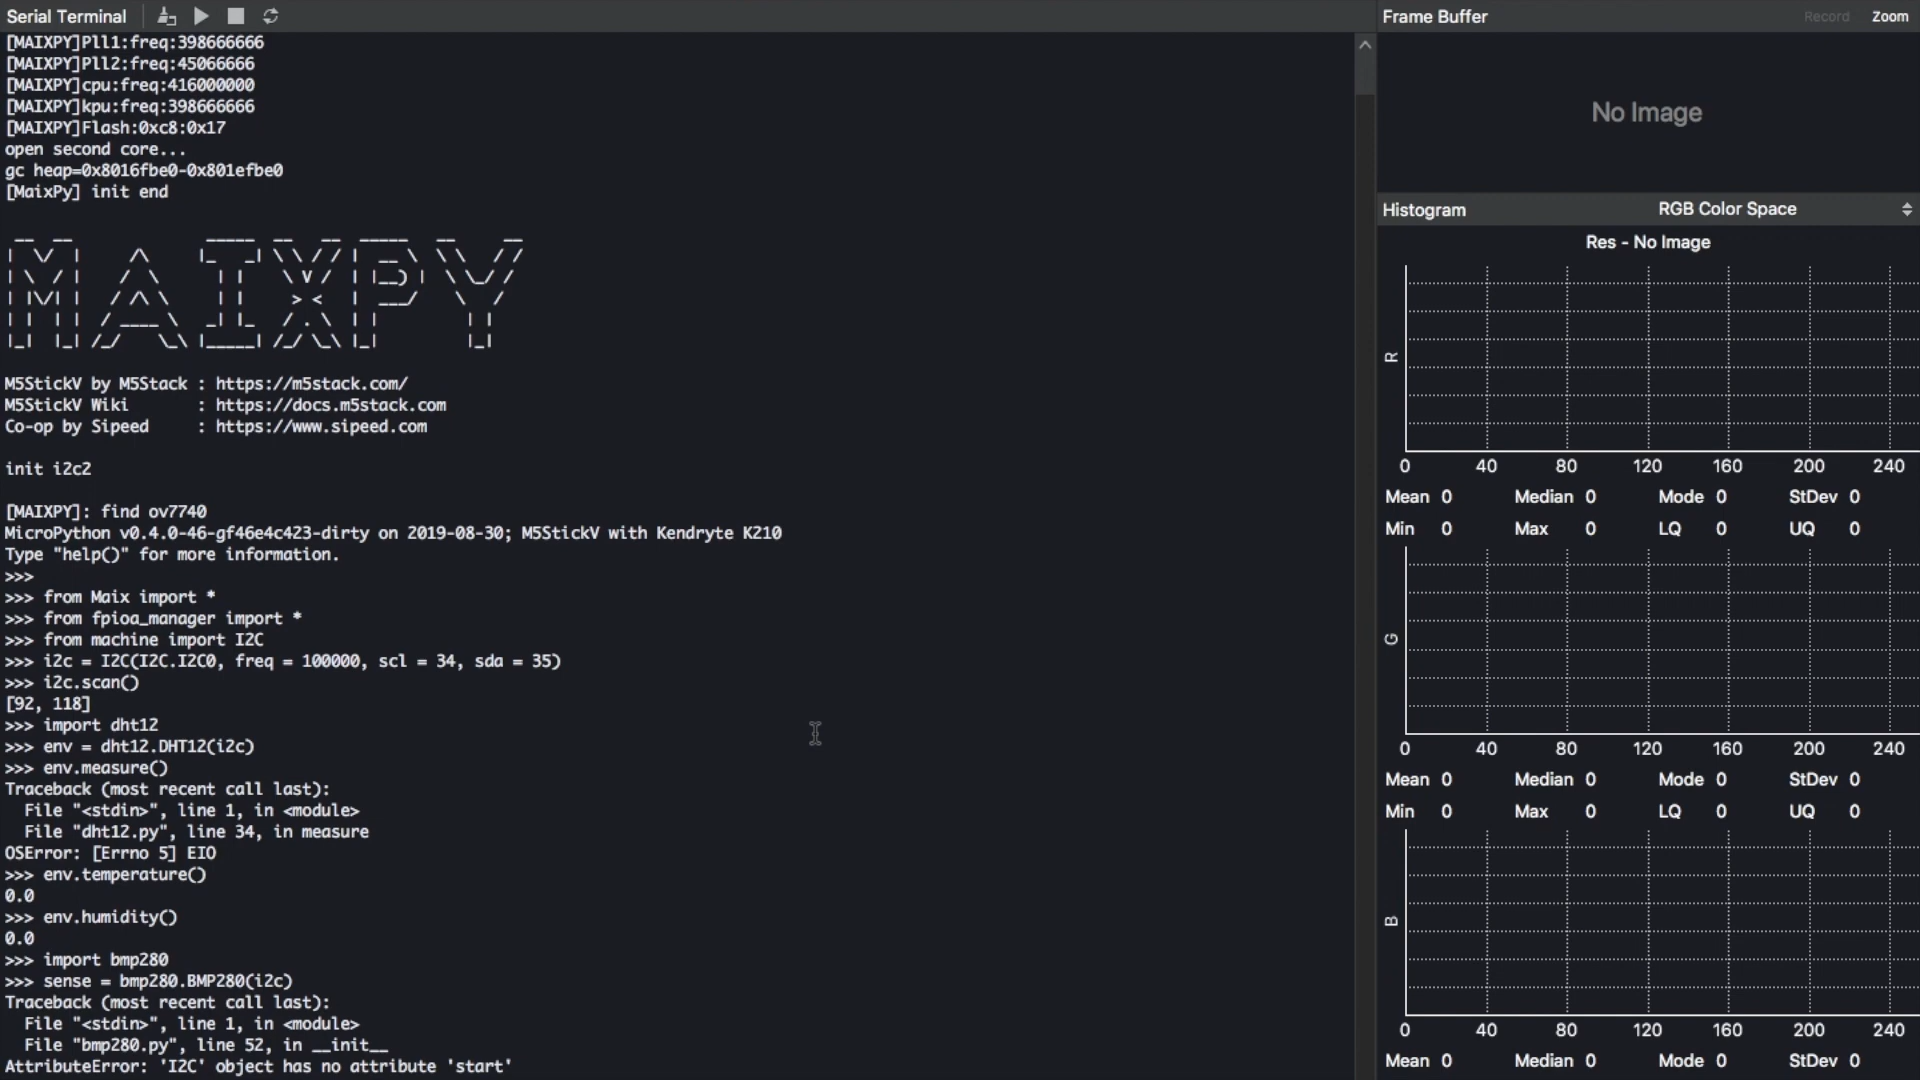 Serial Terminal
[MAIXPY]Pll1:freq:398666666
[MAIXPY]Pll2:freq:45066666
[MAIXPY]cpu:freq:416000000
[MAIXPY]kpu:freq:398666666
[MAIXPY]Flash:0xc8:0x17
open second core...
gc heap=0x8016fbe0-0x801efbe0
[MaixPy] init end
MAIXPY
M5StickV by M5Stack : https://m5stack.com/
M5StickV Wiki       : https://docs.m5stack.com
Co-op by Sipeed     : https://www.sipeed.com
init i2c2
[MAIXPY]: find ov7740
MicroPython v0.4.0-46-gf46e4c423-dirty on 2019-08-30; M5StickV with Kendryte K210
Type "help()" for more information.
>>>
>>> from Maix import *
>>> from fpioa_manager import *
>>> from machine import I2C
>>> i2c = I2C(I2C.I2C0, freq = 100000, scl = 34, sda = 35)
>>> i2c.scan()
[92, 118]
>>> import dht12
>>> env = dht12.DHT12(i2c)
>>> env.measure()
Traceback (most recent call last):
  File "<stdin>", line 1, in <module>
  File "dht12.py", line 34, in measure
OSError: [Errno 5] EIO
>>> env.temperature()
0.0
>>> env.humidity()
0.0
>>> import bmp280
>>> sense = bmp280.BMP280(i2c)
Traceback (most recent call last):
  File "<stdin>", line 1, in <module>
  File "bmp280.py", line 52, in __init__
AttributeError: 'I2C' object has no attribute 'start'
Frame Buffer Record Zoom
No Image
Histogram RGB Color Space
Res - No Image
R
0 40 80 120 160 200 240
Mean 0 Median 0 Mode 0 StDev 0
Min 0 Max 0 LQ 0 UQ 0
G
0 40 80 120 160 200 240
Mean 0 Median 0 Mode 0 StDev 0
Min 0 Max 0 LQ 0 UQ 0
B
0 40 80 120 160 200 240
Mean 0 Median 0 Mode 0 StDev 0